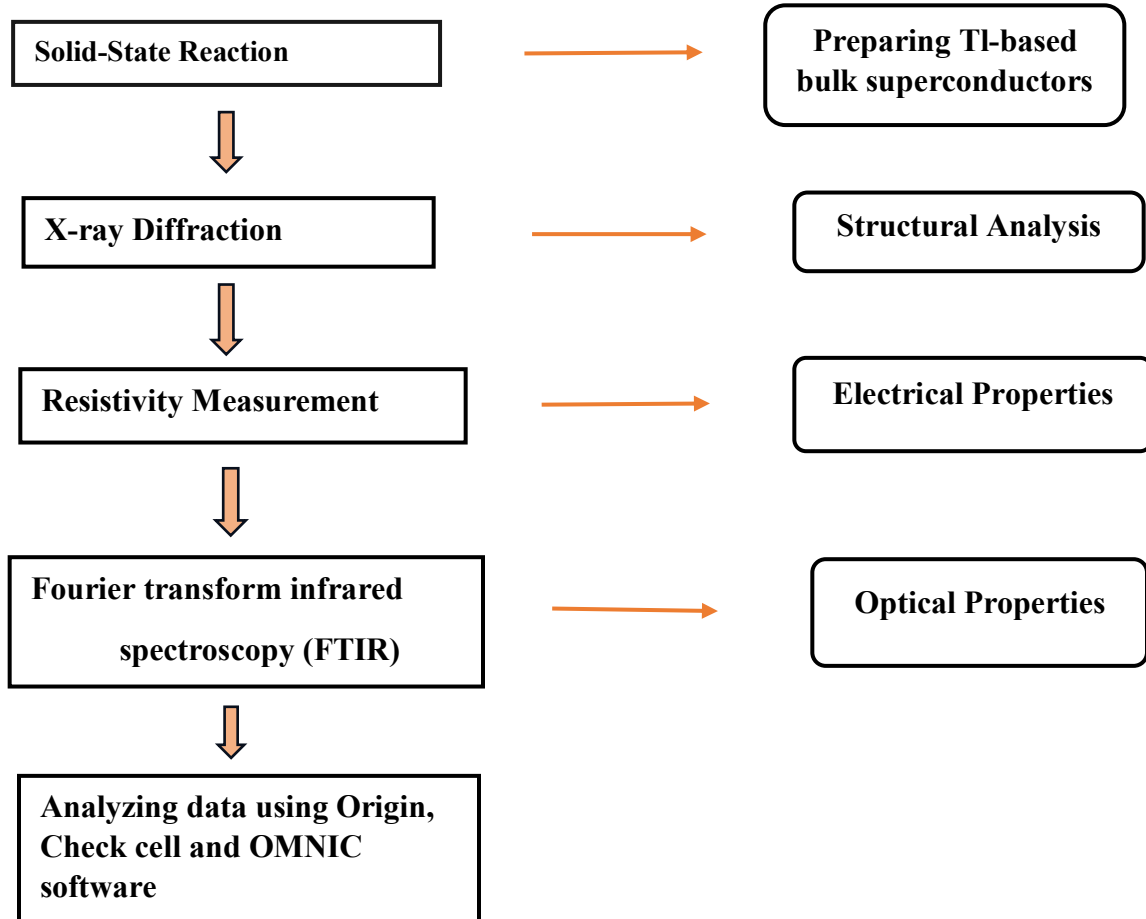 Solid-State Reaction
Preparing Tl-based
bulk superconductors
X-ray Diffraction
Structural Analysis
Resistivity Measurement
Electrical Properties
Fourier transform infrared
spectroscopy (FTIR)
Optical Properties
Analyzing data using Origin,
Check cell and OMNIC
software